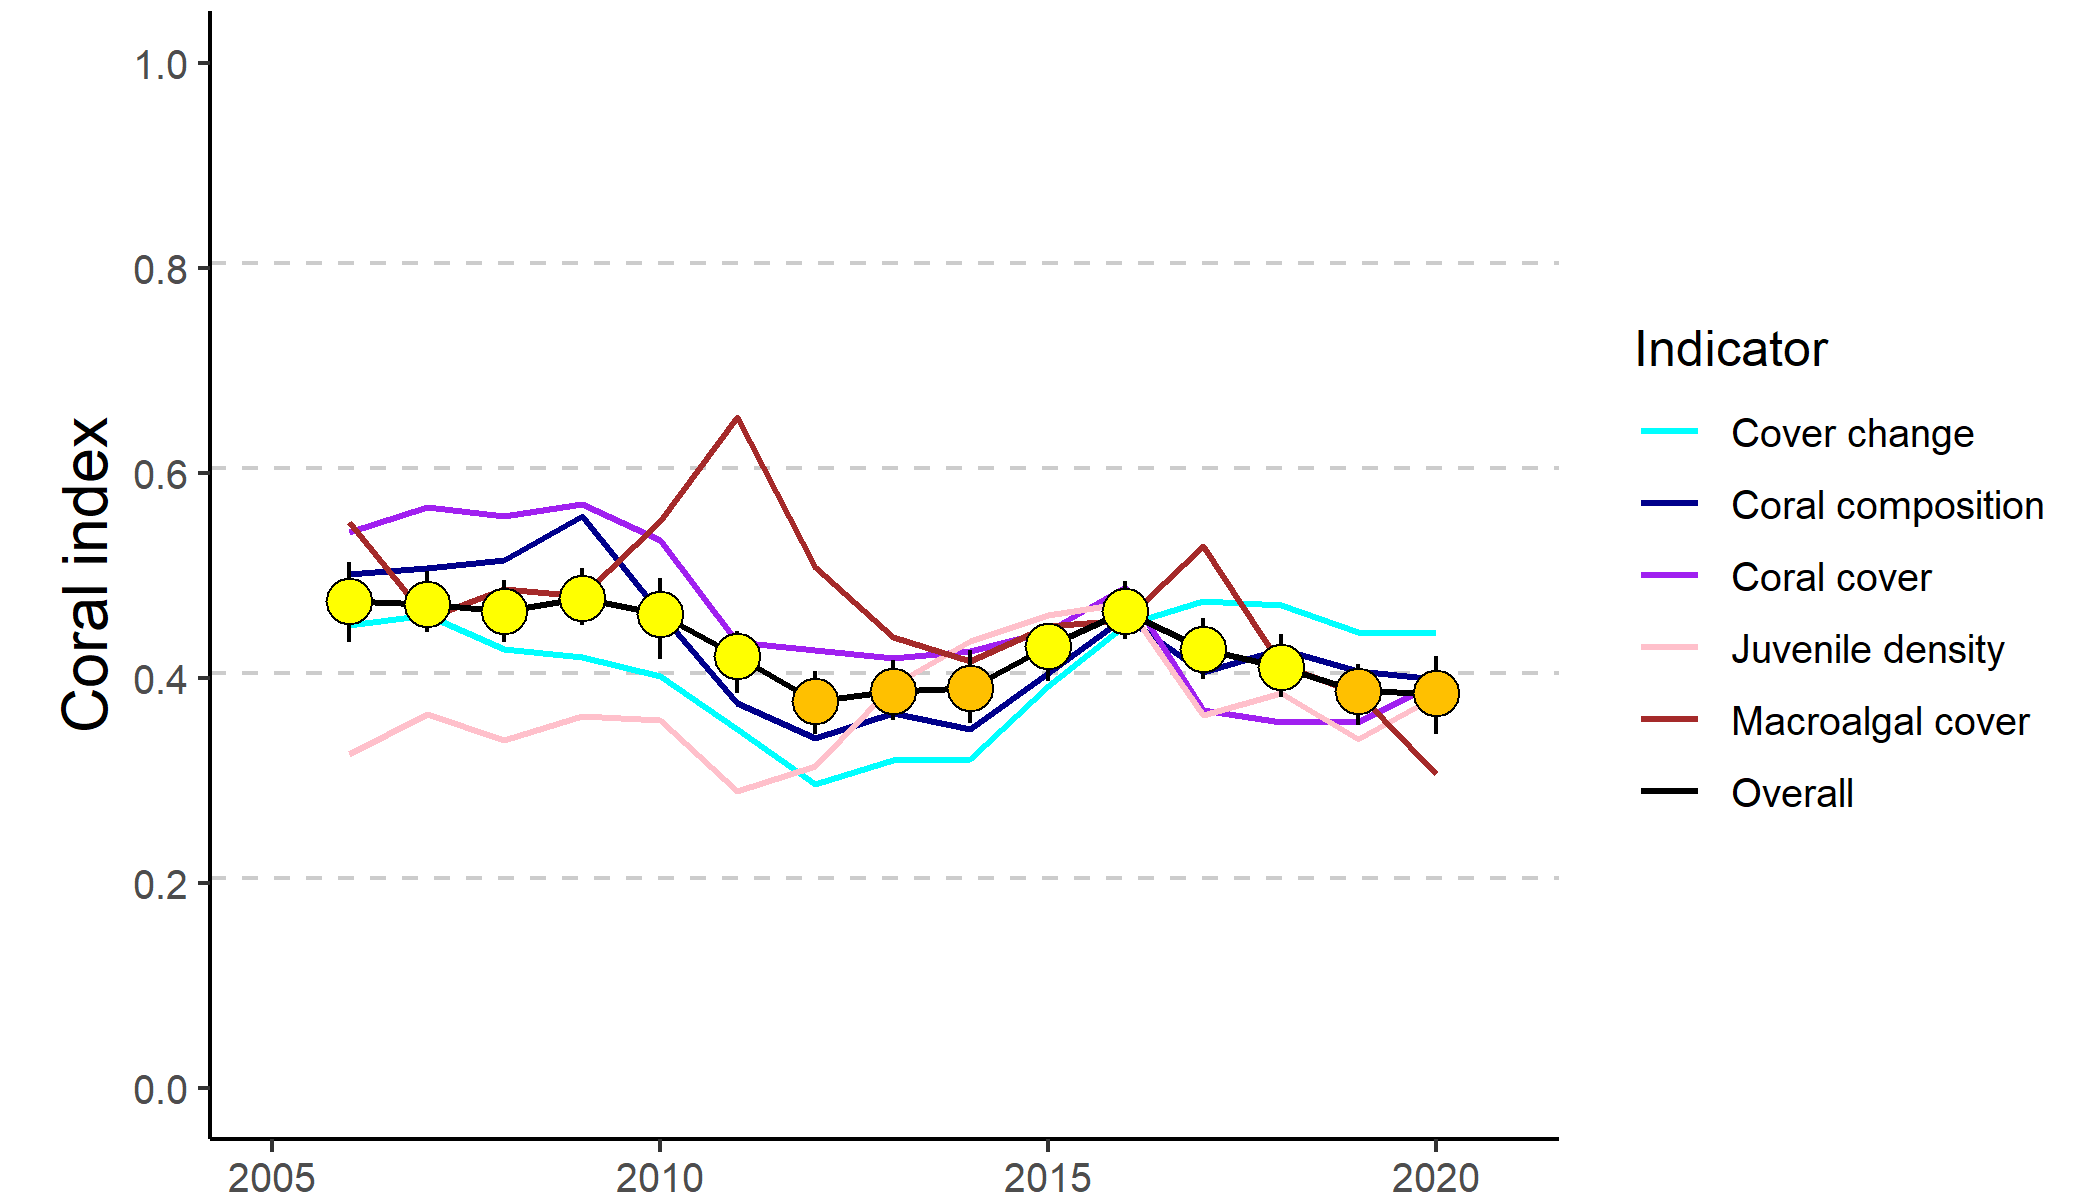 1.0
0.8
0.6
0.4
0.2
0.0
Coral index
2005
2010
2015
2020
Indicator
Cover change
Coral composition
Coral cover
Juvenile density
Macroalgal cover
Overall